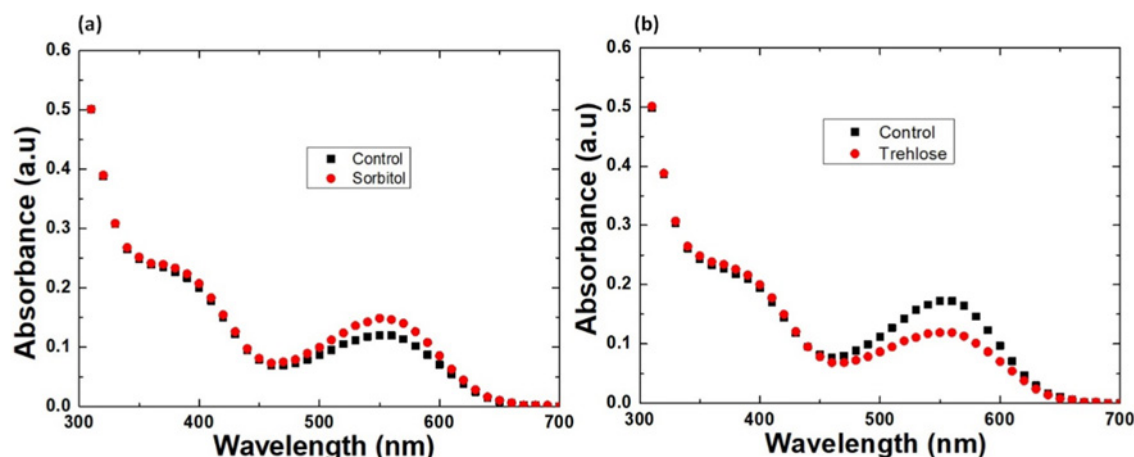 (a)
0.6
0.5
0.4
0.3
0.2
0.1
0.0
Absorbance (a.u)
Control
Sorbitol
300 400 500 600 700
Wavelength (nm)
(b)
0.6
0.5
0.4
0.3
0.2
0.1
0.0
Absorbance (a.u)
Control
Trehlose
300 400 500 600 700
Wavelength (nm)